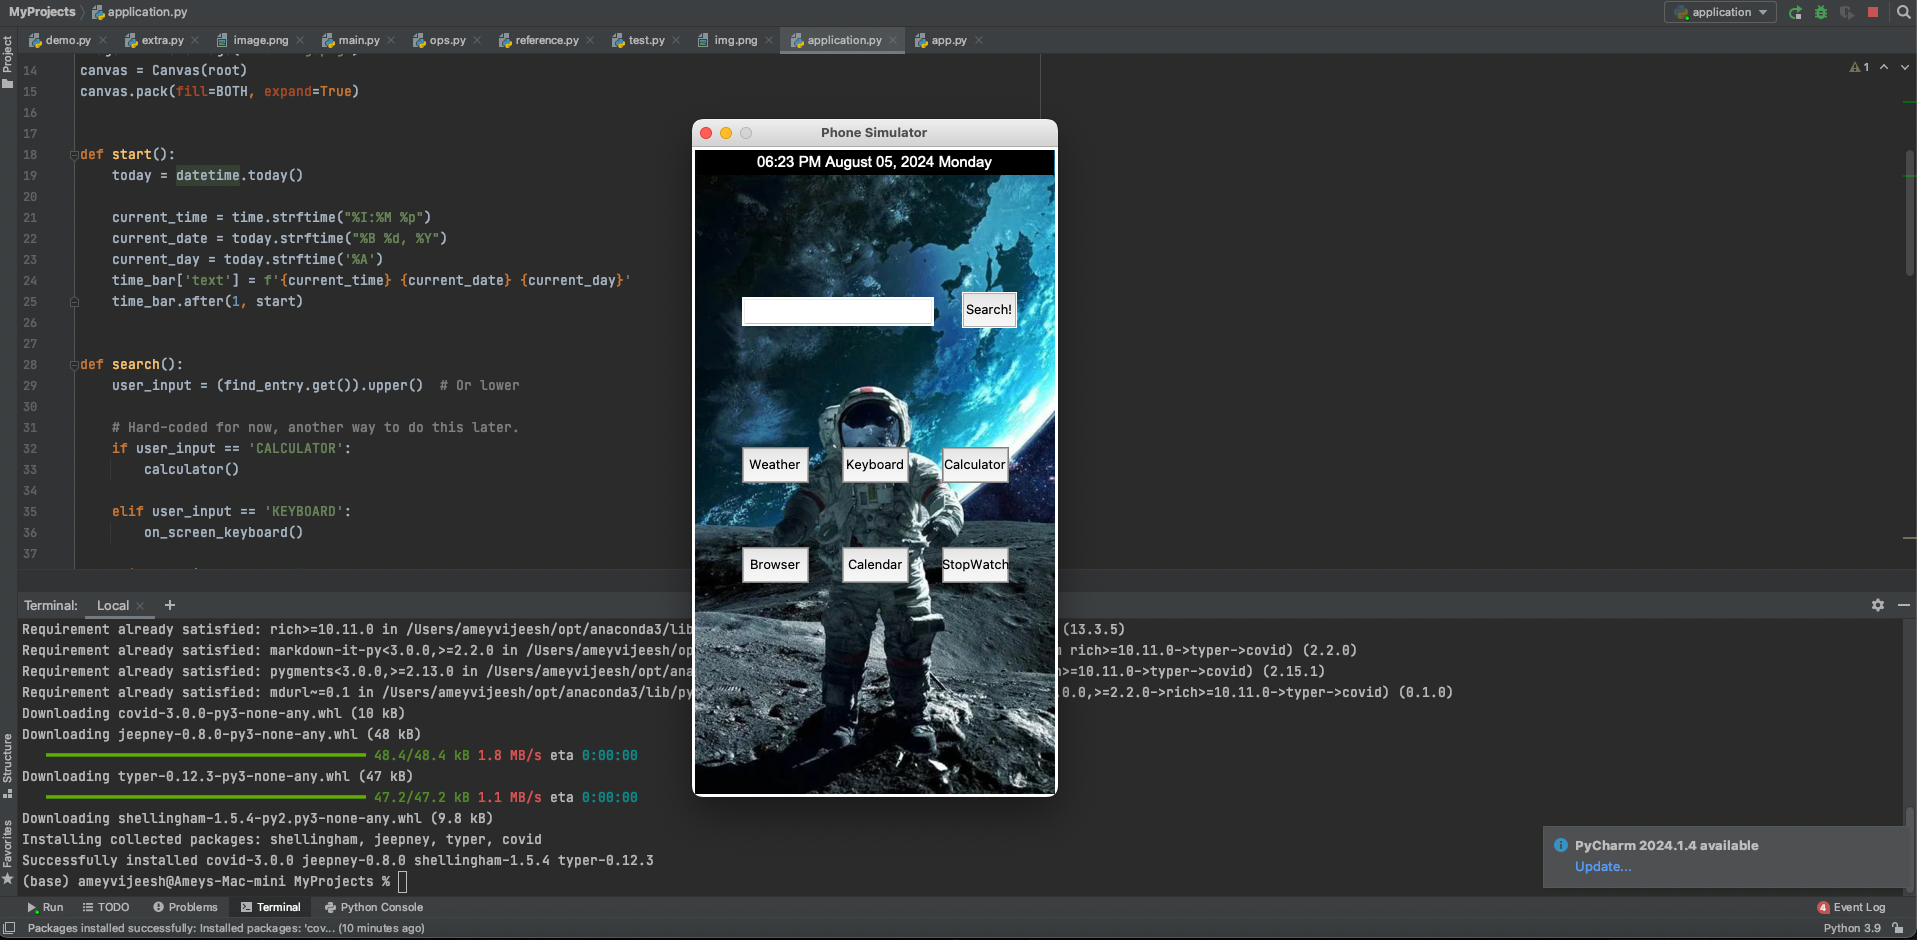 MyProjects application.py
application
demo.py extra.py image.png main.py ops.py reference.py test.py img.png application.py app.py
Project
1
14 canvas = Canvas(root)
15 canvas.pack(fill=BOTH, expand=True)
16
17
18 def start():
19 today = datetime.today()
20
21 current_time = time.strftime("%I:%M %p")
22 current_date = today.strftime("%B %d, %Y")
23 current_day = today.strftime('%A')
24 time_bar['text'] = f'{current_time} {current_date} {current_day}'
25 time_bar.after(1, start)
26
27
28 def search():
29 user_input = (find_entry.get()).upper() # Or lower
30
31 # Hard-coded for now, another way to do this later.
32 if user_input == 'CALCULATOR':
33 calculator()
34
35 elif user_input == 'KEYBOARD':
36 on_screen_keyboard()
37
Phone Simulator
06:23 PM August 05, 2024 Monday
Search!
Weather Keyboard Calculator
Browser Calendar StopWatch
Terminal: Local
Requirement already satisfied: rich>=10.11.0 in /Users/ameyvijeesh/opt/anaconda3/lib (13.3.5)
Requirement already satisfied: markdown-it-py<3.0.0,>=2.2.0 in /Users/ameyvijeesh/op rich>=10.11.0->typer->covid) (2.2.0)
Requirement already satisfied: pygments<3.0.0,>=2.13.0 in /Users/ameyvijeesh/opt/ana >=10.11.0->typer->covid) (2.15.1)
Requirement already satisfied: mdurl~=0.1 in /Users/ameyvijeesh/opt/anaconda3/lib/py .0.0,>=2.2.0->rich>=10.11.0->typer->covid) (0.1.0)
Downloading covid-3.0.0-py3-none-any.whl (10 kB)
Downloading jeepney-0.8.0-py3-none-any.whl (48 kB)
48.4/48.4 kB 1.8 MB/s eta 0:00:00
Downloading typer-0.12.3-py3-none-any.whl (47 kB)
47.2/47.2 kB 1.1 MB/s eta 0:00:00
Downloading shellingham-1.5.4-py2.py3-none-any.whl (9.8 kB)
Installing collected packages: shellingham, jeepney, typer, covid
Successfully installed covid-3.0.0 jeepney-0.8.0 shellingham-1.5.4 typer-0.12.3
(base) ameyvijeesh@Ameys-Mac-mini MyProjects %
Structure
Favorites
PyCharm 2024.1.4 available
Update...
Run TODO Problems Terminal Python Console
4 Event Log
Packages installed successfully: Installed packages: 'cov... (10 minutes ago)
Python 3.9